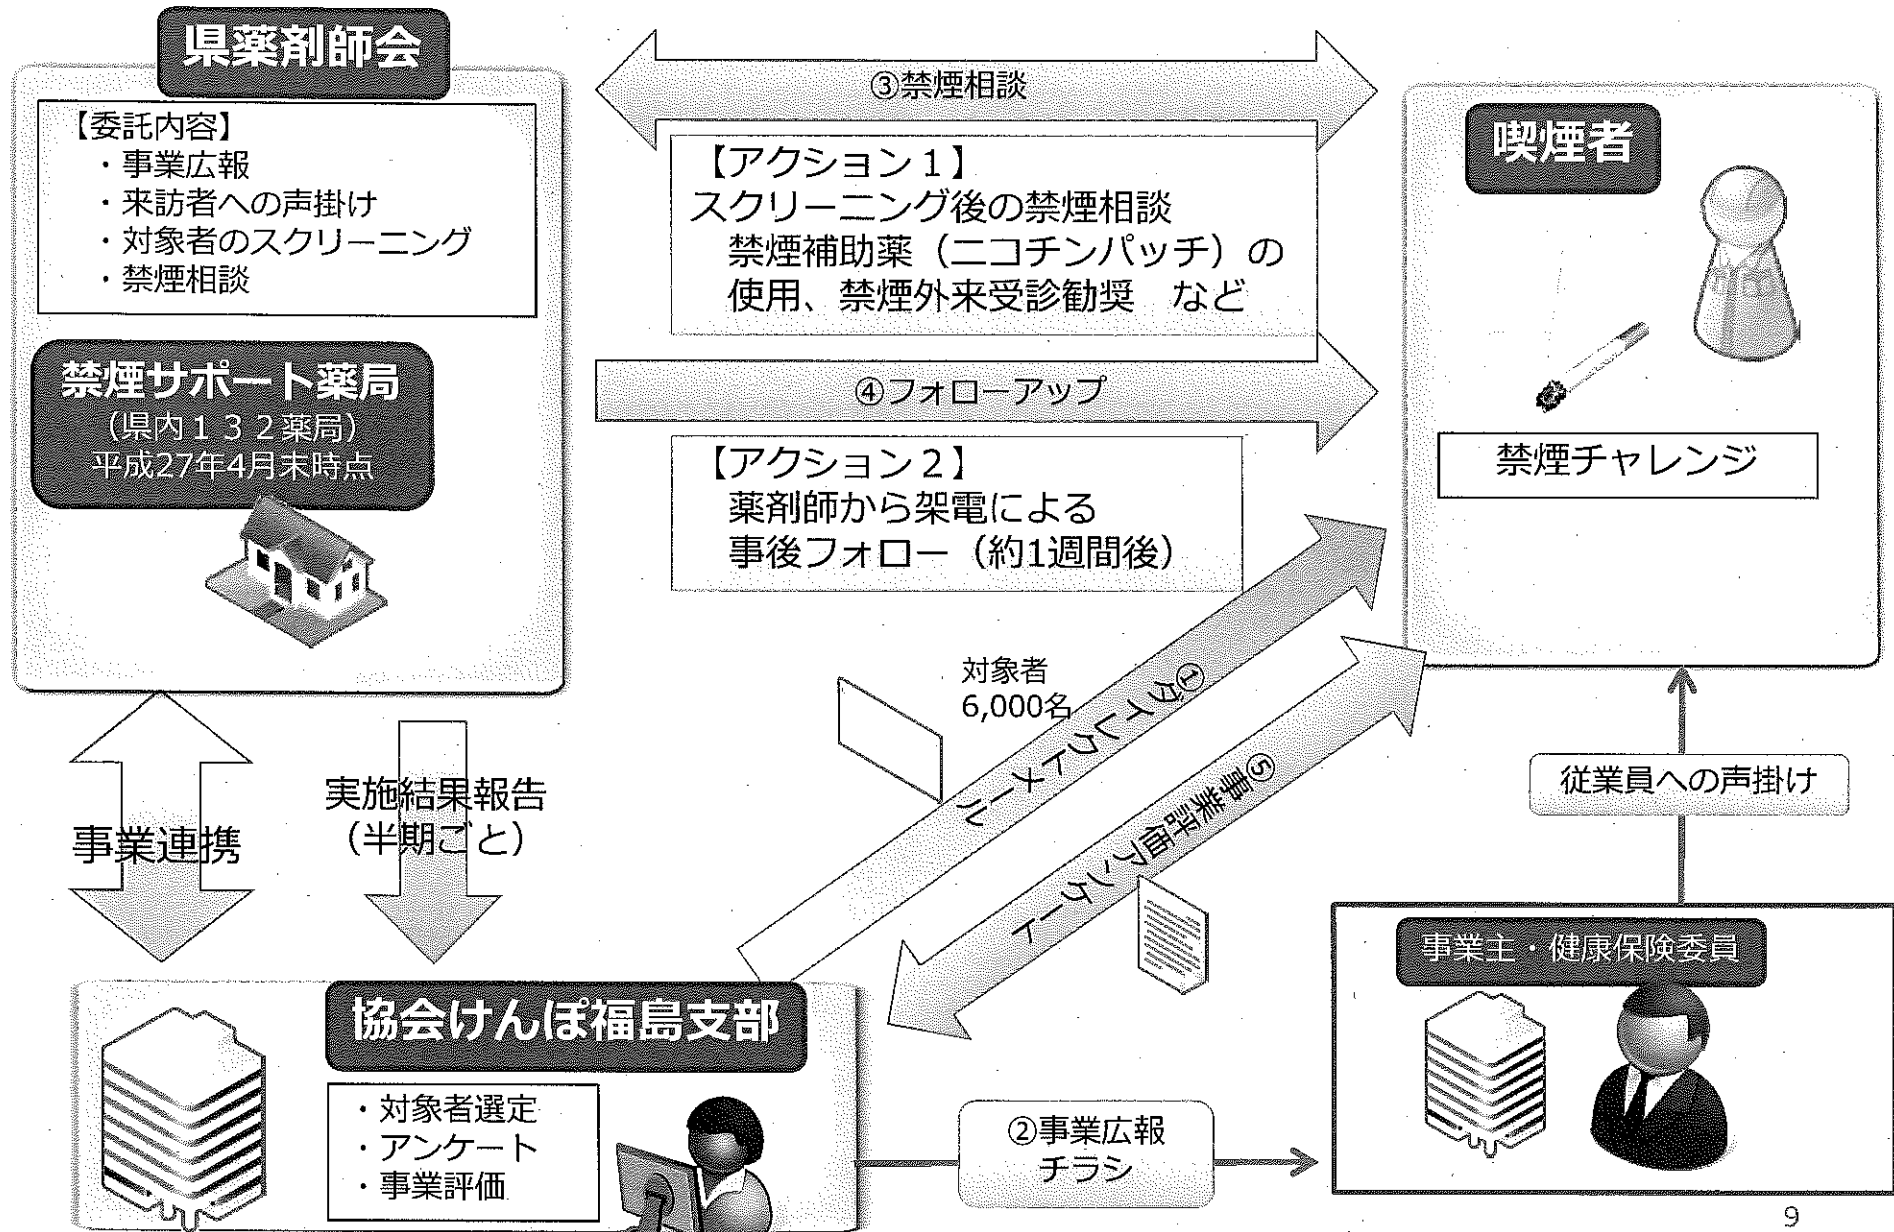 県薬剤師会
【委託内容】
・事業広報
・来訪者への声掛け
・対象者のスクリーニング
・禁煙相談
禁煙サポート薬局
（県内１３２薬局）
平成27年4月末時点
③禁煙相談
【アクション１】
スクリーニング後の禁煙相談
禁煙補助薬（ニコチンパッチ）の
使用、禁煙外来受診勧奨　など
④フォローアップ
【アクション２】
薬剤師から架電による
事後フォロー（約1週間後）
喫煙者
禁煙チャレンジ
対象者
6,000名
①ダイレクトメール
⑤事業評価アンケート
事業連携
実施結果報告
（半期ごと）
従業員への声掛け
協会けんぽ福島支部
・対象者選定
・アンケート
・事業評価
②事業広報
チラシ
事業主・健康保険委員
9